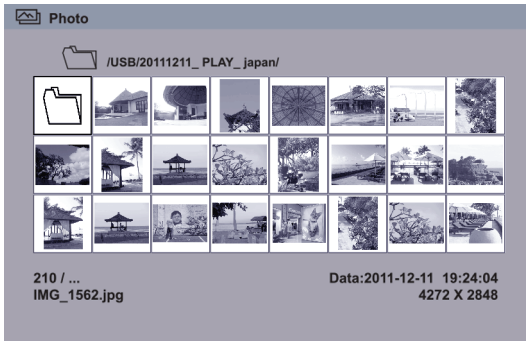 Photo
/USB/20111211_ PLAY_ japan/
210 / ...
Data:2011-12-11 19:24:04
IMG_1562.jpg
4272 X 2848